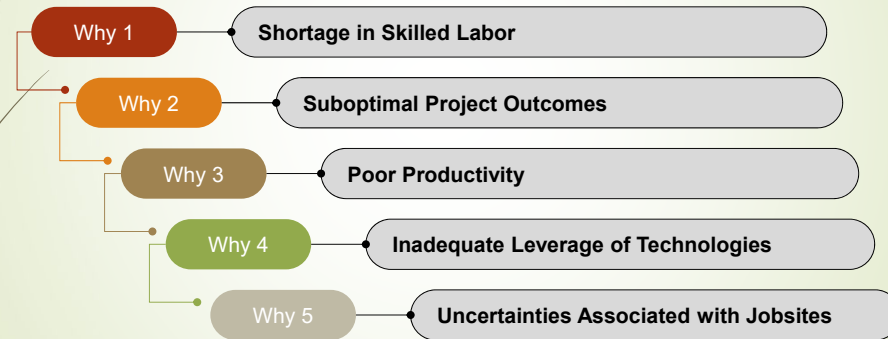 Why 1
Shortage in Skilled Labor
Why 2
Suboptimal Project Outcomes
Why 3
Poor Productivity
Why 4
Inadequate Leverage of Technologies
Why 5
Uncertainties Associated with Jobsites